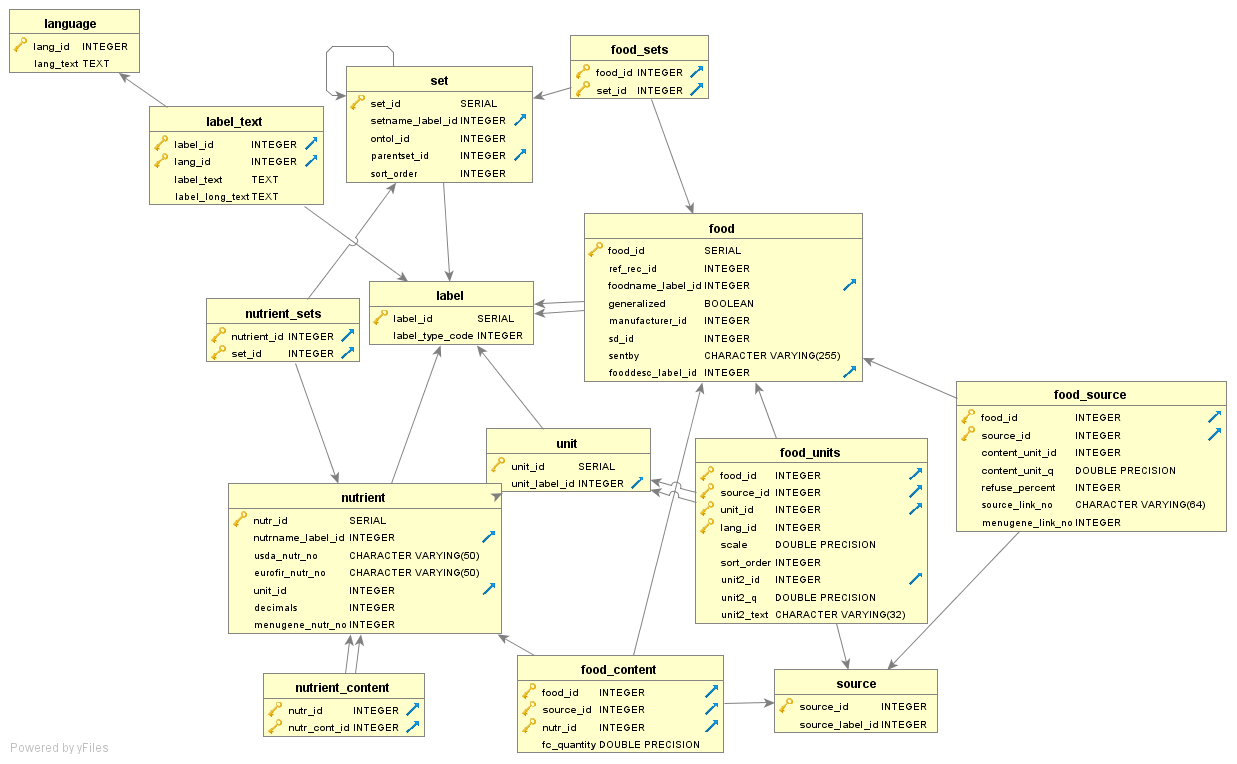 language
lang_id INTEGER
lang_text TEXT
label_text
label_id INTEGER
lang_id INTEGER
label_text TEXT
label_long_text TEXT
set
set_id SERIAL
setname_label_id INTEGER
ontol_id INTEGER
parentset_id INTEGER
sort_order INTEGER
food_sets
food_id INTEGER
set_id INTEGER
food
food_id SERIAL
ref_rec_id INTEGER
foodname_label_id INTEGER
generalized BOOLEAN
manufacturer_id INTEGER
sd_id INTEGER
sentby CHARACTER VARYING(255)
fooddesc_label_id INTEGER
label
label_id SERIAL
label_type_code INTEGER
nutrient_sets
nutrient_id INTEGER
set_id INTEGER
food_source
food_id INTEGER
source_id INTEGER
content_unit_id INTEGER
content_unit_q DOUBLE PRECISION
refuse_percent INTEGER
source_link_no CHARACTER VARYING(64)
menugene_link_no INTEGER
unit
unit_id SERIAL
unit_label_id INTEGER
food_units
food_id INTEGER
source_id INTEGER
unit_id INTEGER
lang_id INTEGER
scale DOUBLE PRECISION
sort_order INTEGER
unit2_id INTEGER
unit2_q DOUBLE PRECISION
unit2_text CHARACTER VARYING(32)
nutrient
nutr_id SERIAL
nutrname_label_id INTEGER
usda_nutr_no CHARACTER VARYING(50)
eurofir_nutr_no CHARACTER VARYING(50)
unit_id INTEGER
decimals INTEGER
menugene_nutr_no INTEGER
nutrient_content
nutr_id INTEGER
nutr_cont_id INTEGER
food_content
food_id INTEGER
source_id INTEGER
nutr_id INTEGER
fc_quantity DOUBLE PRECISION
source
source_id INTEGER
source_label_id INTEGER
Powered by yFiles